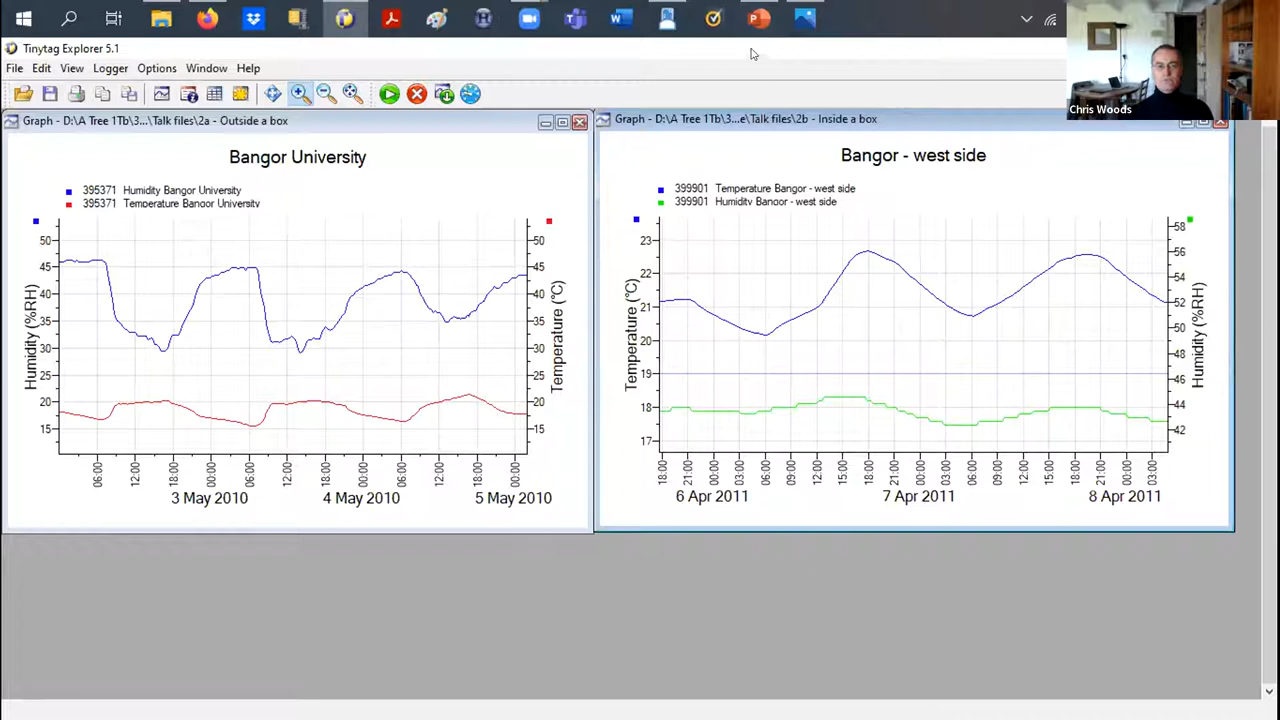 Tinytag Explorer 5.1
File Edit View Logger Options Window Help
Chris Woods
Graph - D:\A Tree 1Tb\3...\Talk files\2a - Outside a box
Bangor University
395371 Humidity Bangor University
395371 Temperature Bangor University
50
45
40
35
30
25
20
15
Humidity (%RH)
50
45
40
35
30
25
20
15
Temperature (°C)
06:00 12:00 18:00 00:00 06:00 12:00 18:00 00:00 06:00 12:00 18:00 00:00
3 May 2010 4 May 2010 5 May 2010
Graph - D:\A Tree 1Tb\3...e\Talk files\2b - Inside a box
Bangor - west side
399901 Temperature Bangor - west side
399901 Humidity Bangor - west side
23
22
21
20
19
18
17
Temperature (°C)
58
56
54
52
50
48
46
44
42
Humidity (%RH)
18:00 21:00 00:00 03:00 06:00 09:00 12:00 15:00 18:00 21:00 00:00 03:00 06:00 09:00 12:00 15:00 18:00 21:00 00:00 03:00
6 Apr 2011 7 Apr 2011 8 Apr 2011